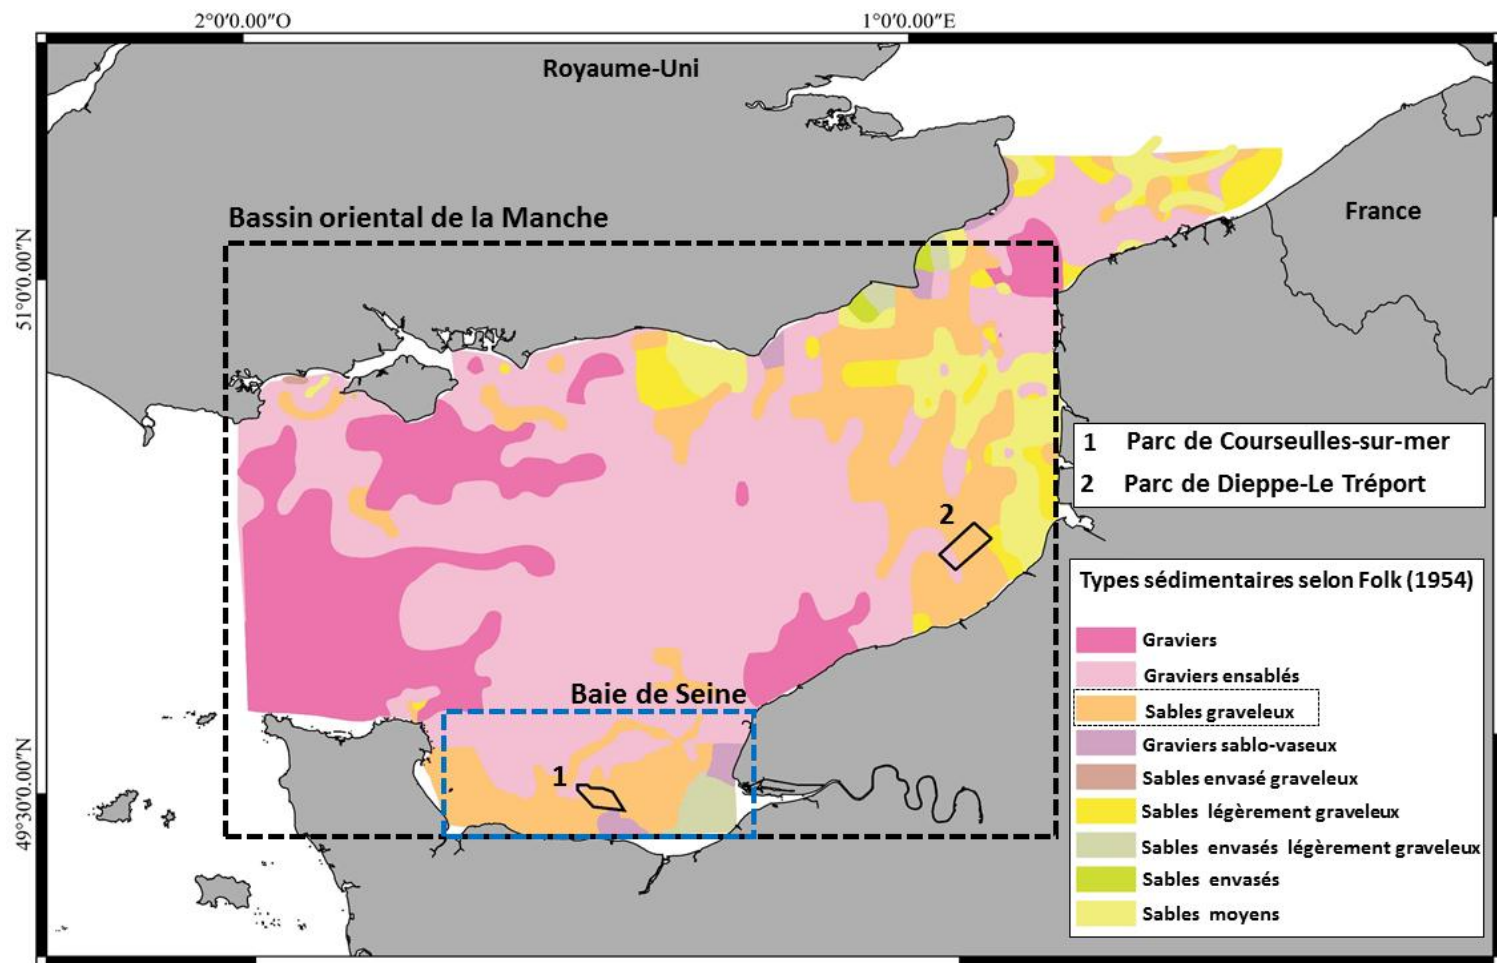 2°0′0.00″O
1°0′0.00″E
Royaume-Uni
Bassin oriental de la Manche
France
51°0′0.00″N
1 Parc de Courseulles-sur-mer
2 Parc de Dieppe-Le Tréport
2
Types sédimentaires selon Folk (1954)
Graviers
Graviers ensablés
Sables graveleux
Graviers sablo-vaseux
Sables envasé graveleux
Sables légèrement graveleux
Sables envasés légèrement graveleux
Sables envasés
Sables moyens
Baie de Seine
1
49°30′0.00″N